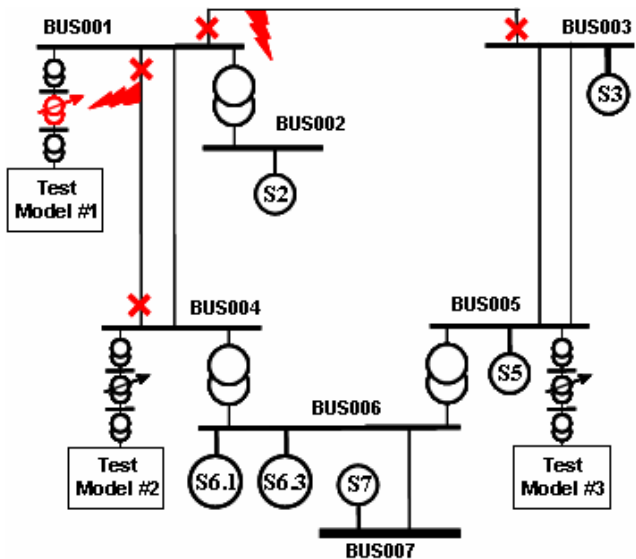 BUS001
BUS003
S3
BUS002
Test
Model #1
S2
BUS004
BUS005
S5
BUS006
Test
Model #2
S6.1
S6.3
S7
Test
Model #3
BUS007